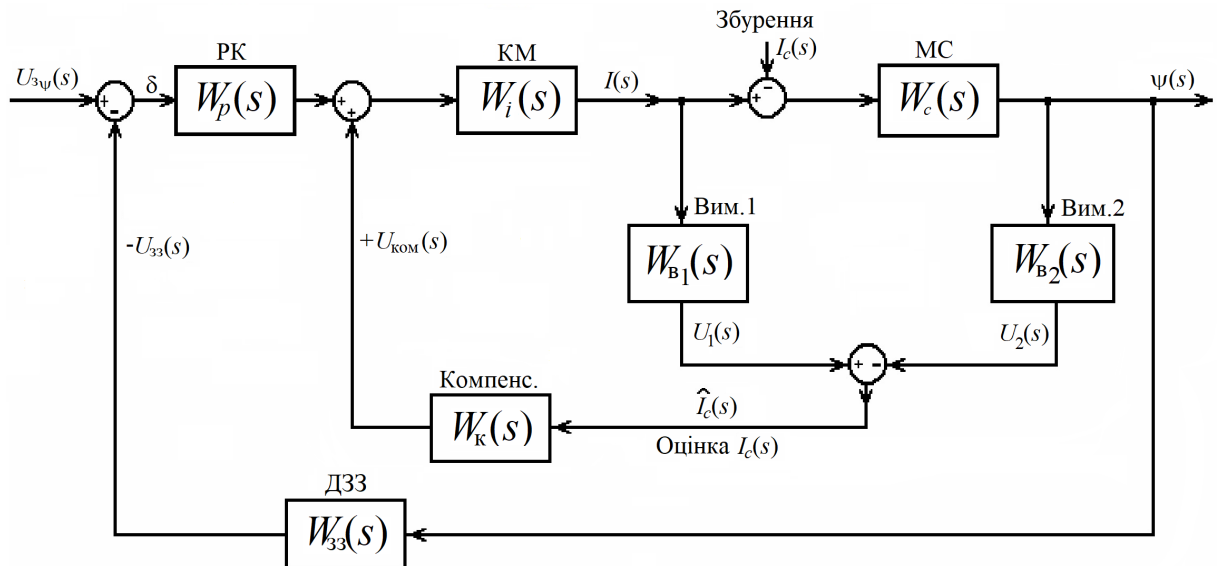 Збурення
РК
КМ
I_c(s)
МС
U_зψ(s)
δ
I(s)
ψ(s)
+
-
W_p(s)
+
+
W_i(s)
+
-
W_c(s)
Вим.1
Вим.2
-U_зз(s)
+U_ком(s)
W_в1(s)
W_в2(s)
U_1(s)
U_2(s)
+
-
Компенс.
Î_c(s)
W_к(s)
Оцінка I_c(s)
ДЗЗ
W_зз(s)